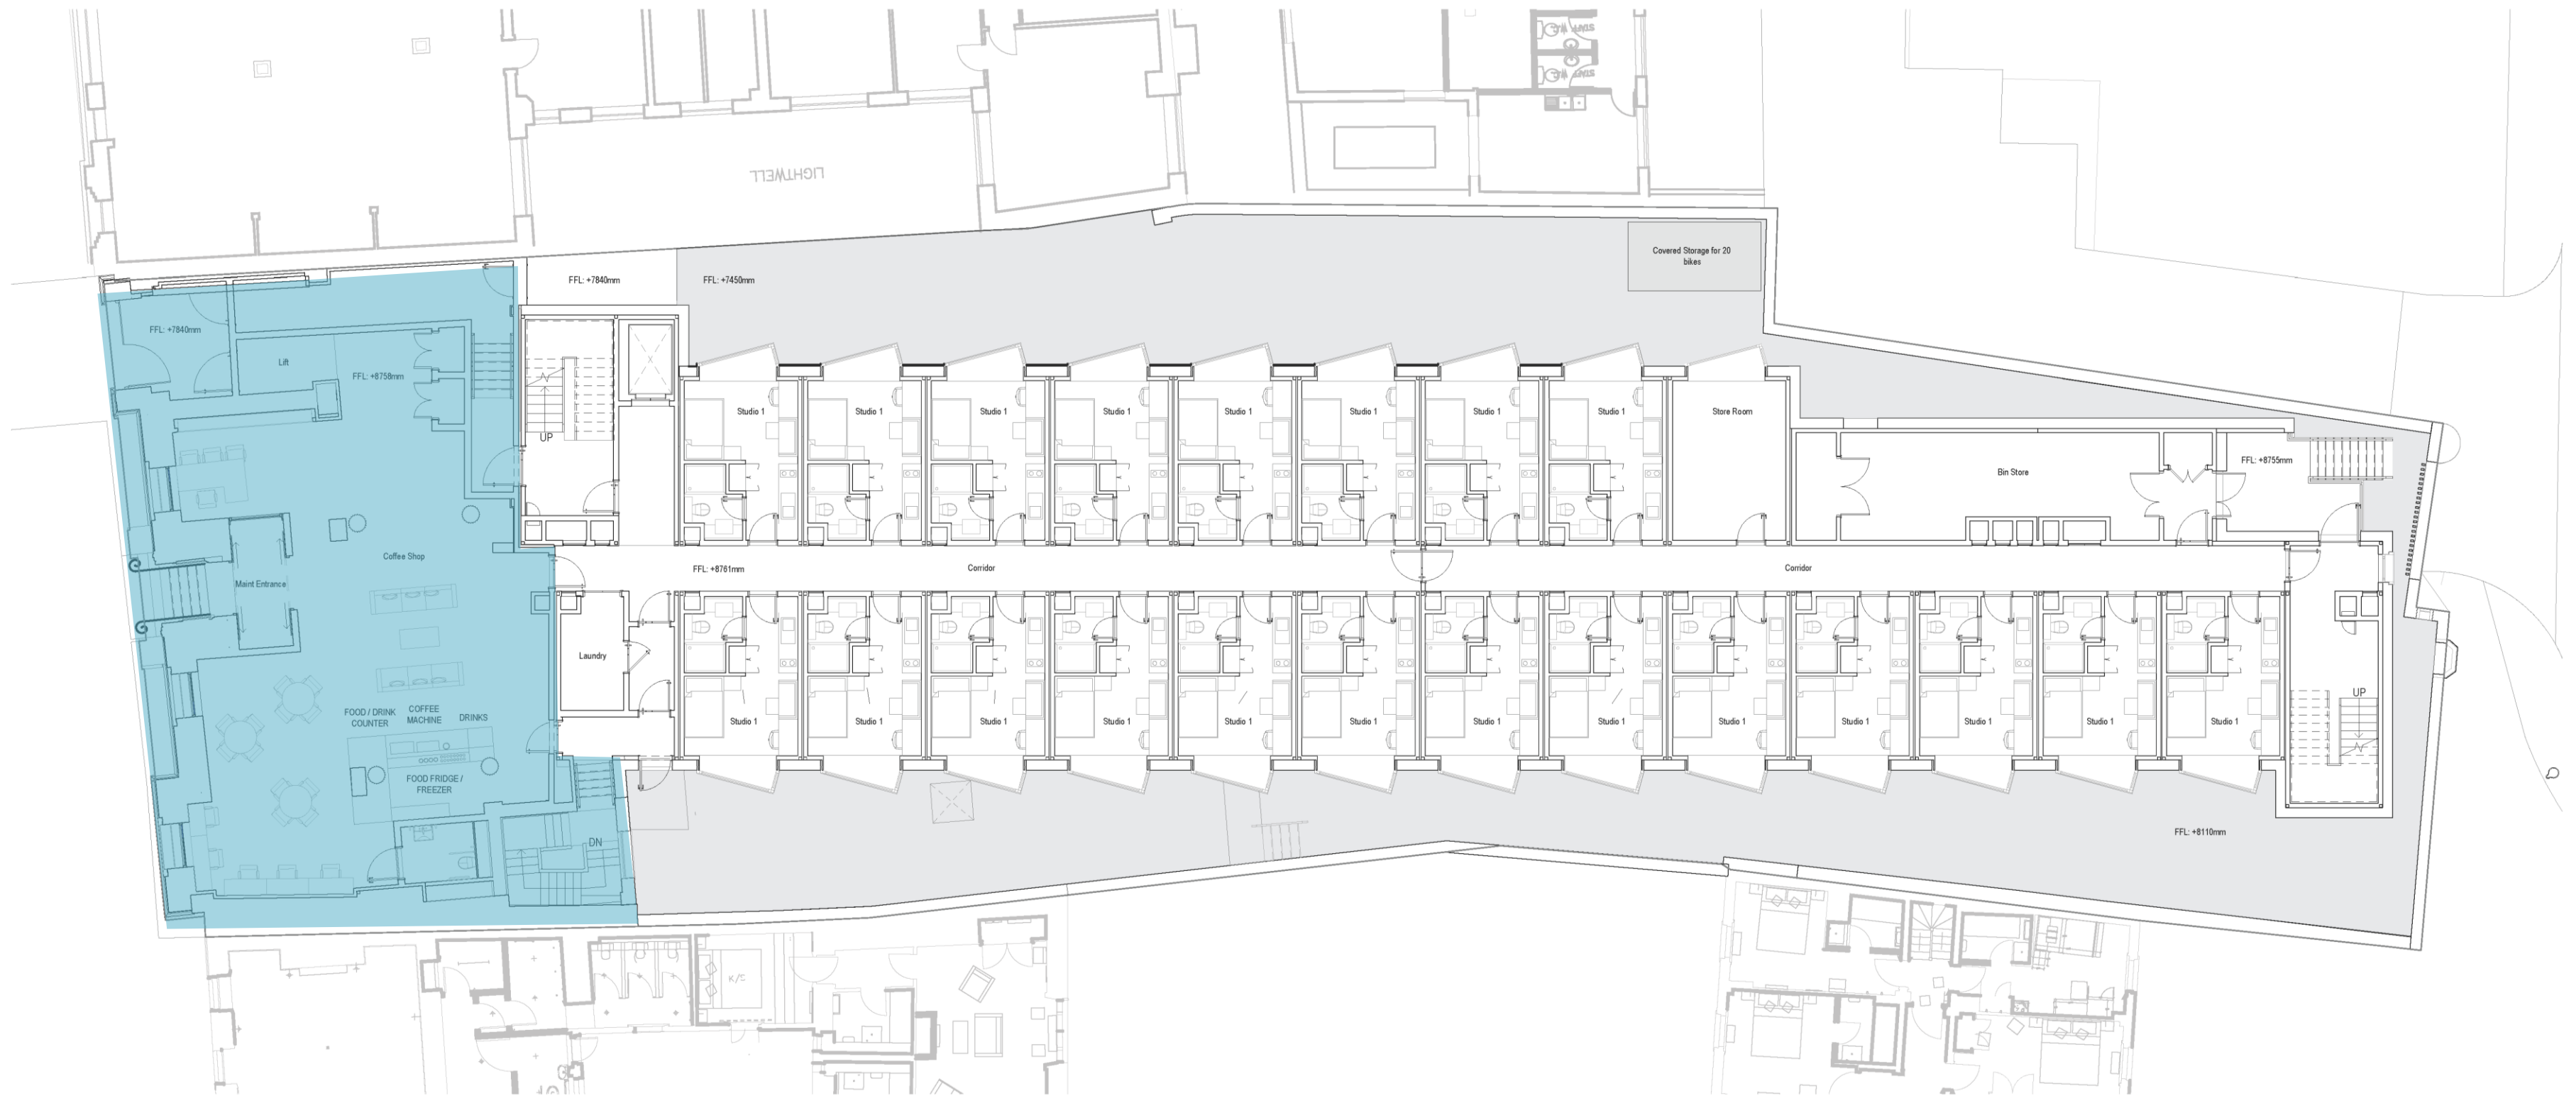 STAFF W.C.
STAFF W.C.
LIGHTWELL
Covered Storage for 20
bikes
FFL: +7840mm
FFL: +7450mm
FFL: +7840mm
Lift
FFL: +8758mm
Studio 1
Studio 1
Studio 1
Studio 1
Studio 1
Studio 1
Studio 1
Studio 1
Store Room
UP
FFL: +8755mm
Bin Store
Coffee Shop
FFL: +8761mm
Corridor
Corridor
Maint Entrance
Laundry
UP
FOOD / DRINK
COUNTER
COFFEE
MACHINE
DRINKS
Studio 1
Studio 1
Studio 1
Studio 1
Studio 1
Studio 1
Studio 1
Studio 1
Studio 1
Studio 1
Studio 1
Studio 1
Studio 1
FOOD FRIDGE /
FREEZER
DN
FFL: +8110mm